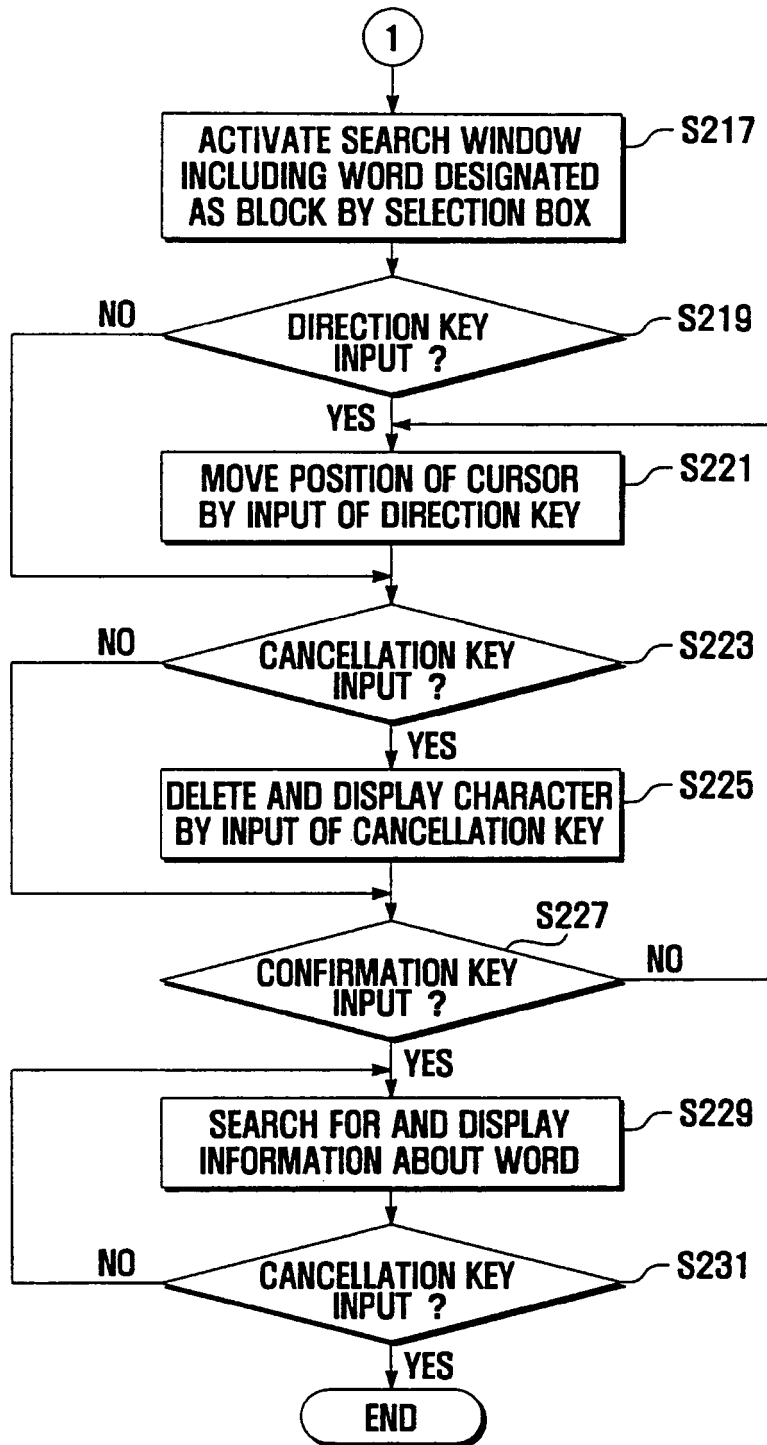 1
ACTIVATE SEARCH WINDOW
INCLUDING WORD DESIGNATED
AS BLOCK BY SELECTION BOX
S217
NO
DIRECTION KEY
INPUT ?
S219
YES
MOVE POSITION OF CURSOR
BY INPUT OF DIRECTION KEY
S221
NO
CANCELLATION KEY
INPUT ?
S223
YES
DELETE AND DISPLAY CHARACTER
BY INPUT OF CANCELLATION KEY
S225
S227
CONFIRMATION KEY
INPUT ?
NO
YES
SEARCH FOR AND DISPLAY
INFORMATION ABOUT WORD
S229
NO
CANCELLATION KEY
INPUT ?
S231
YES
END